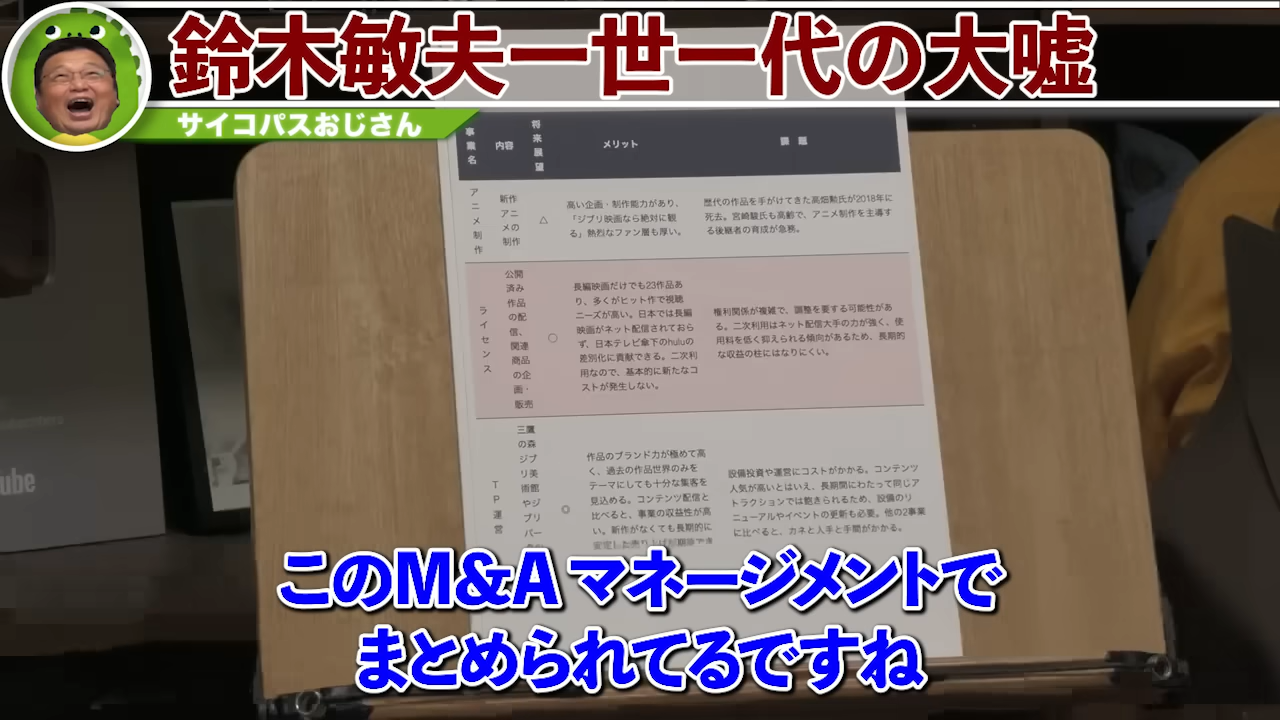 鈴木敏夫一世一代の大嘘
サイコパスおじさん
事業名
内容
将来展望
メリット
課題
アニメ制作
新作
アニ
メの
制作
△
高い企画・制作能力があり、
「ジブリ映画なら絶対に観
る」熱烈なファン層も厚い。
歴代の作品を手がけてきた高畑勲氏が2018年に
死去。宮崎駿氏も高齢で、アニメ制作を主導す
る後継者の育成が急務。
ライセンス
公開
済み
作品
の配
信、
関連
商品
の企
画・
販売
○
長編映画だけでも23作品あ
り、多くがヒット作で視聴
ニーズが高い。日本では長編
映画がネット配信されておら
ず、日本テレビ傘下のhuluの
差別化に貢献できる。二次利
用なので、基本的に新たなコ
ストが発生しない。
権利関係が複雑で、調整を要する可能性があ
る。二次利用はネット配信大手の力が強く、使
用料を低く抑えられる傾向があるため、長期的
な収益の柱にはなりにくい。
TP運営
三鷹
の森
ジブ
リ美
術館
やジ
ブリ
パー
◎
作品のブランド力が極めて高
く、過去の作品世界のみを
テーマにしても十分な集客を
見込める。コンテンツ配信と
比べると、事業の収益性が高
い。新作がなくても長期的に
安定した売り上げが
設備投資や運営にコストがかかる。コンテンツ
人気が高いとはいえ、長期間にわたって同じア
トラクションでは飽きられるため、設備のリ
ニューアルやイベントの更新も必要。他の2事業
に比べると、カネと人手と手間がかかる。
ube
このM&Aマネージメントで
まとめられてるですね